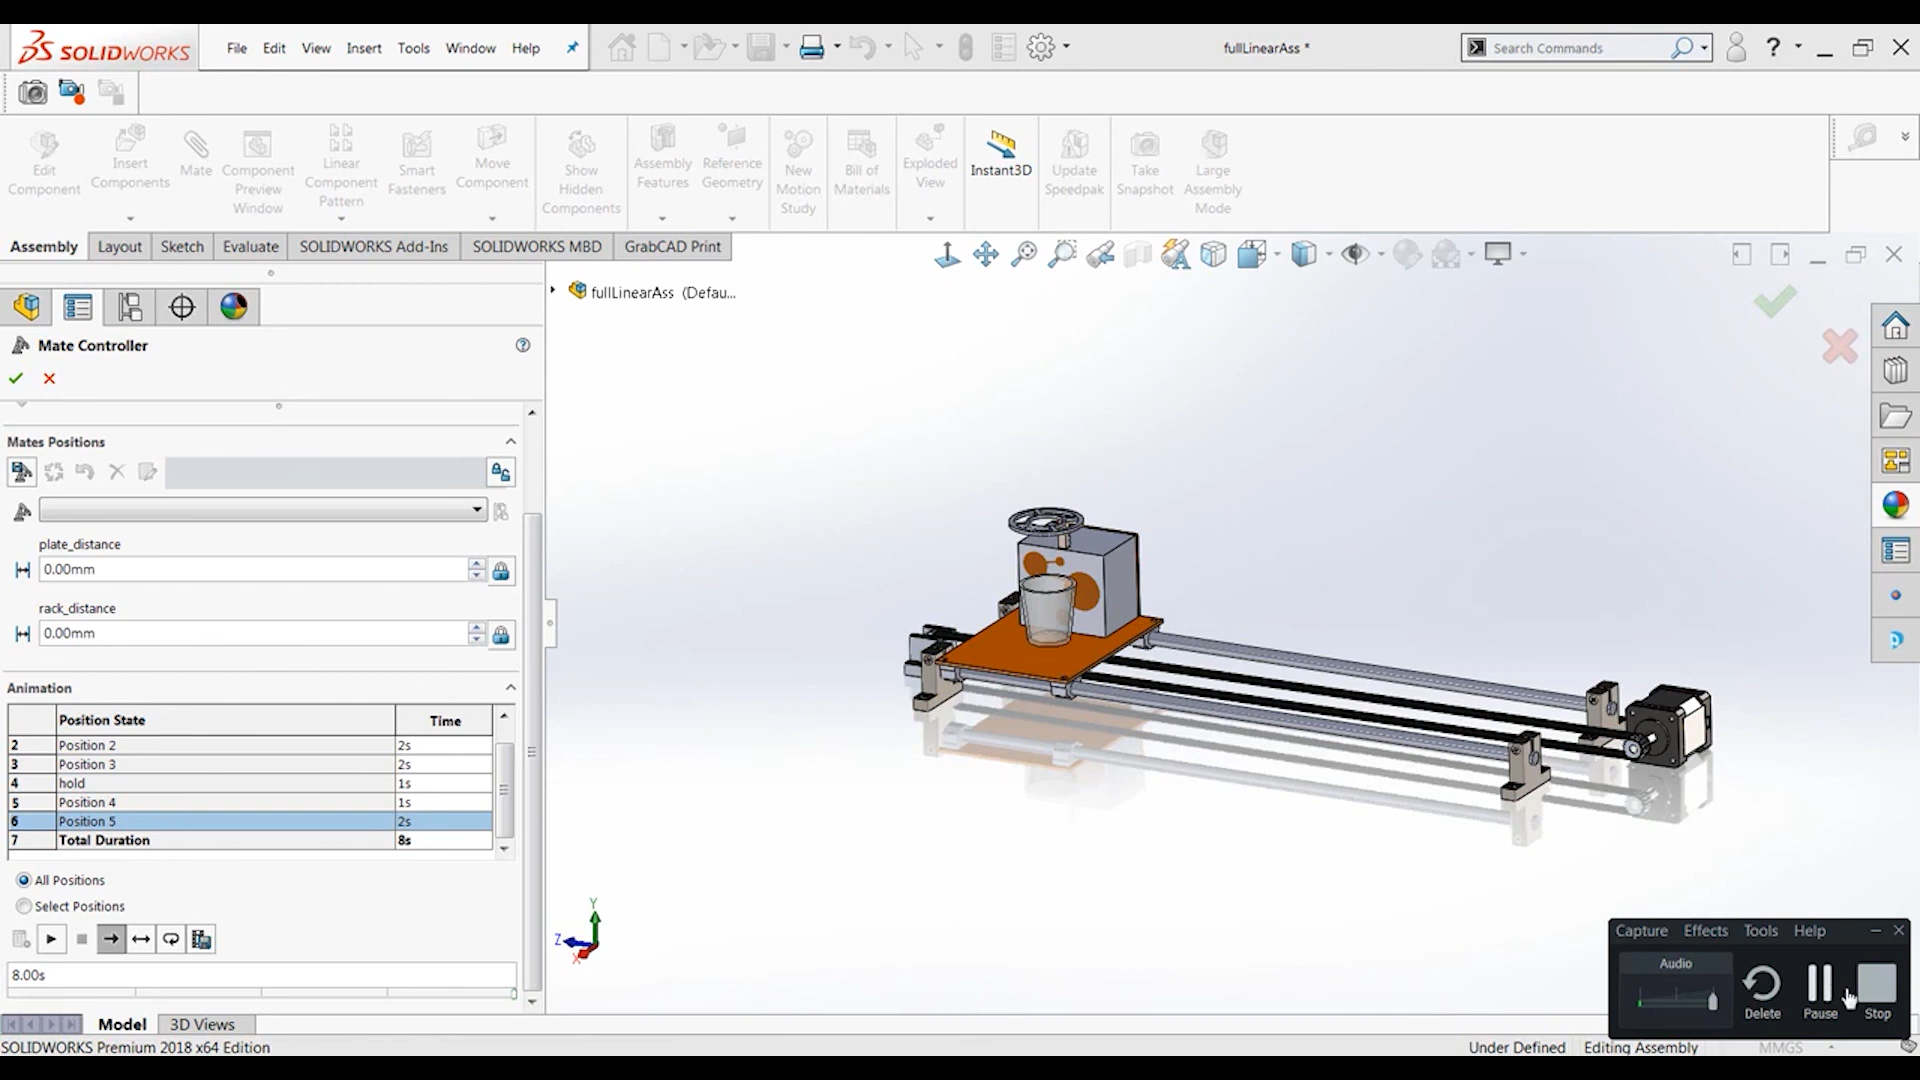 SOLIDWORKS File Edit View Insert Tools Window Help fullLinearAss * Search Commands ?
Edit Component
Insert Components
Mate
Component Preview Window
Linear Component Pattern
Smart Fasteners
Move Component
Show Hidden Components
Assembly Features
Reference Geometry
New Motion Study
Bill of Materials
Exploded View
Instant3D
Update Speedpak
Take Snapshot
Large Assembly Mode
Assembly Layout Sketch Evaluate SOLIDWORKS Add-Ins SOLIDWORKS MBD GrabCAD Print
fullLinearAss (Defau...
Mate Controller
Mates Positions
plate_distance
0.00mm
rack_distance
0.00mm
Animation
Position State Time
2 Position 2 2s
3 Position 3 2s
4 hold 1s
5 Position 4 1s
6 Position 5 2s
7 Total Duration 8s
All Positions
Select Positions
8.00s
Y
Z
X
Capture Effects Tools Help
Audio
Delete Pause Stop
Model 3D Views
SOLIDWORKS Premium 2018 x64 Edition Under Defined Editing Assembly MMGS